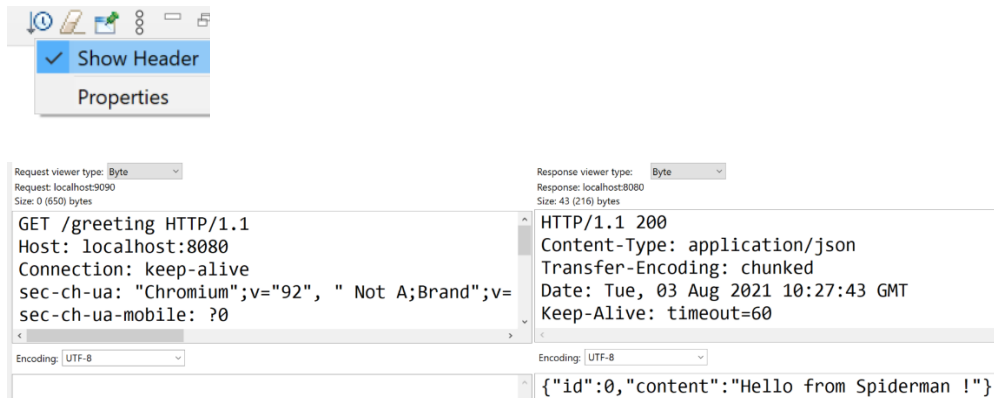 Show Header
Properties
Request viewer type: Byte
Request: localhost:9090
Size: 0 (650) bytes
GET /greeting HTTP/1.1
Host: localhost:8080
Connection: keep-alive
sec-ch-ua: "Chromium";v="92", " Not A;Brand";v=
sec-ch-ua-mobile: ?0
Encoding: UTF-8
Response viewer type: Byte
Response: localhost:8080
Size: 43 (216) bytes
HTTP/1.1 200
Content-Type: application/json
Transfer-Encoding: chunked
Date: Tue, 03 Aug 2021 10:27:43 GMT
Keep-Alive: timeout=60
Encoding: UTF-8
{"id":0,"content":"Hello from Spiderman !"}